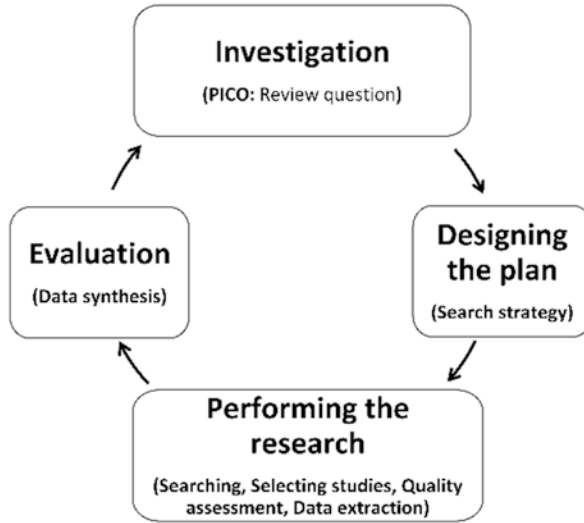 Investigation
(PICO: Review question)
Designing
the plan
(Search strategy)
Performing the
research
(Searching, Selecting studies, Quality
assessment, Data extraction)
Evaluation
(Data synthesis)